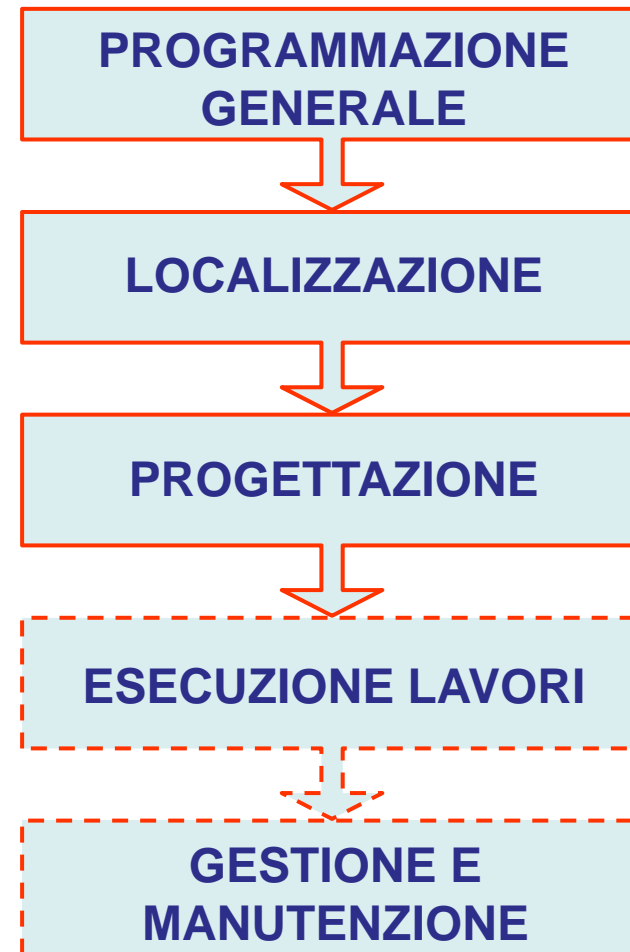 PROGRAMMAZIONE
GENERALE
LOCALIZZAZIONE
PROGETTAZIONE
ESECUZIONE LAVORI
GESTIONE E
MANUTENZIONE